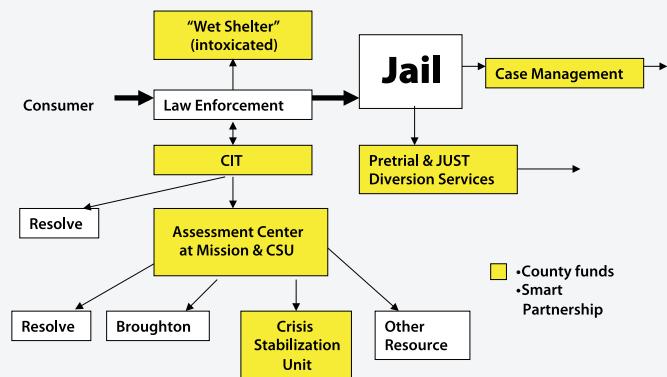 “Wet Shelter”
(intoxicated)
Jail
Case Management
Consumer
Law Enforcement
CIT
Pretrial & JUST
Diversion Services
Resolve
Assessment Center
at Mission & CSU
•County funds
•Smart
Partnership
Resolve
Broughton
Crisis
Stabilization
Unit
Other
Resource